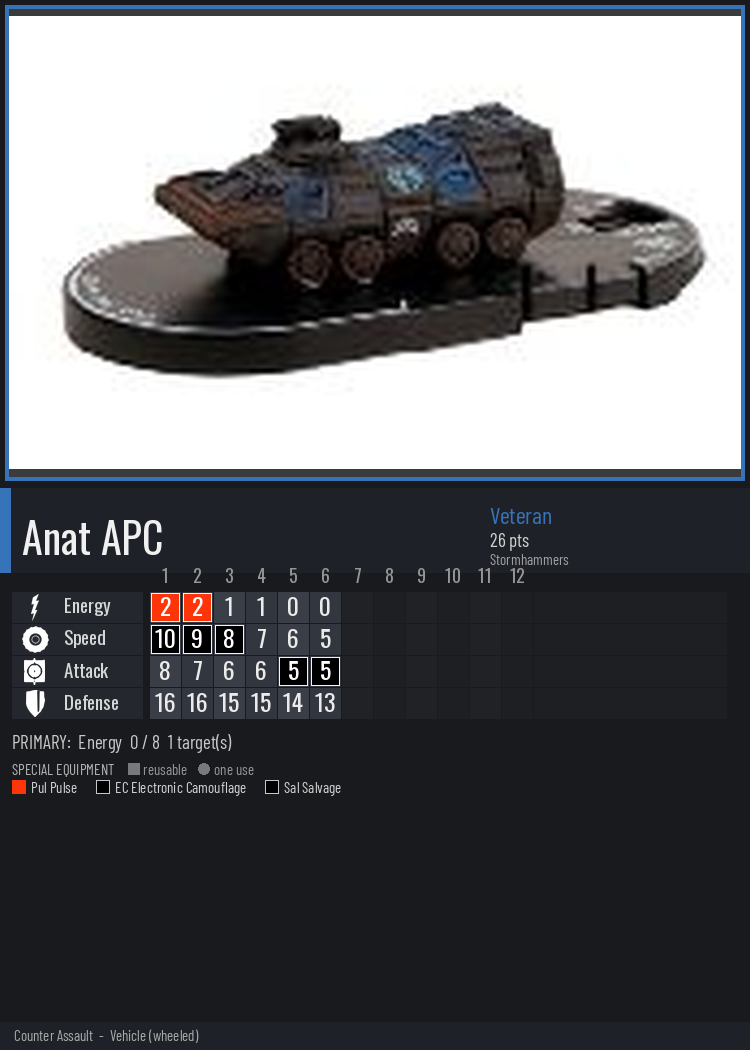 Anat APC
Veteran
26 pts
Stormhammers
1 2 3 4 5 6 7 8 9 10 11 12
Energy 2 2 1 1 0 0
Speed 10 9 8 7 6 5
Attack 8 7 6 6 5 5
Defense 16 16 15 15 14 13
PRIMARY: Energy 0 / 8 1 target(s)
SPECIAL EQUIPMENT reusable one use
Pul Pulse EC Electronic Camouflage Sal Salvage
Counter Assault - Vehicle (wheeled)